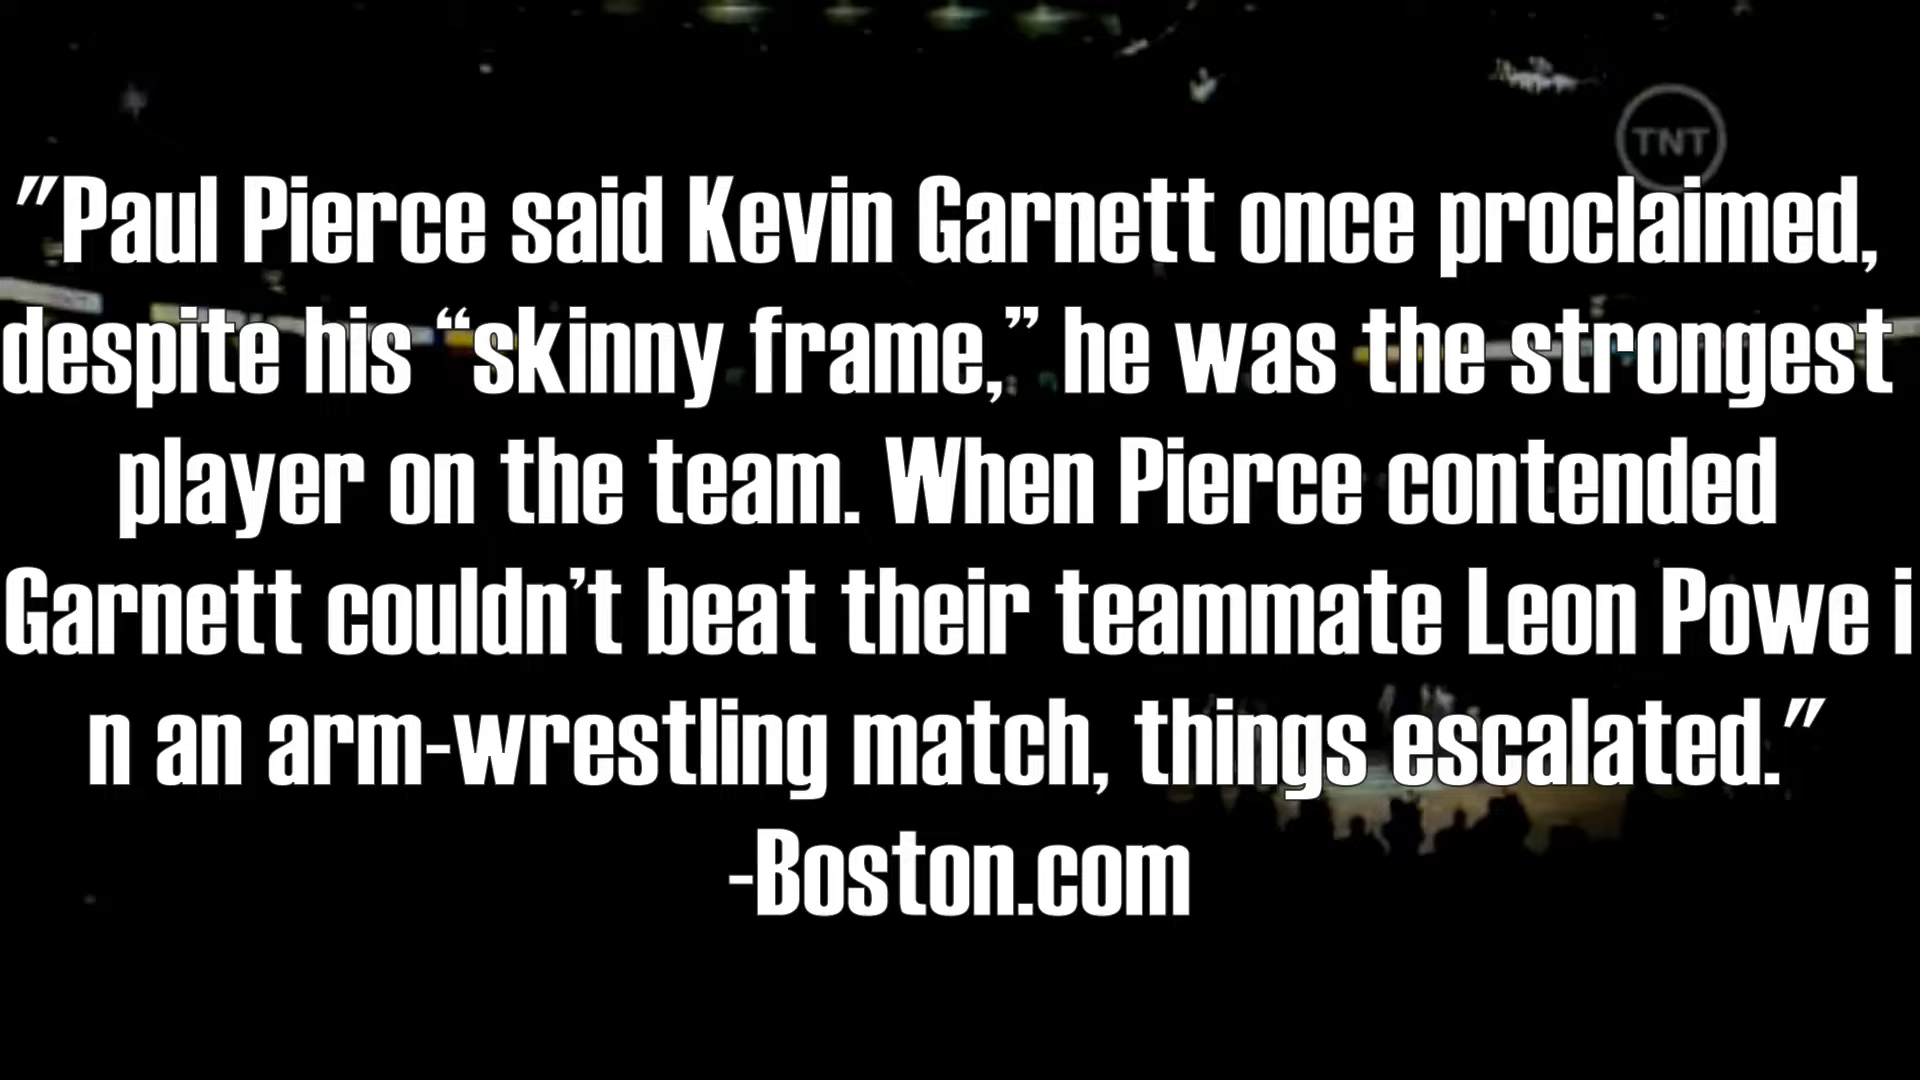 TNT
"Paul Pierce said Kevin Garnett once proclaimed,
despite his “skinny frame,” he was the strongest
player on the team. When Pierce contended
Garnett couldn’t beat their teammate Leon Powe i
n an arm-wrestling match, things escalated."
-Boston.com